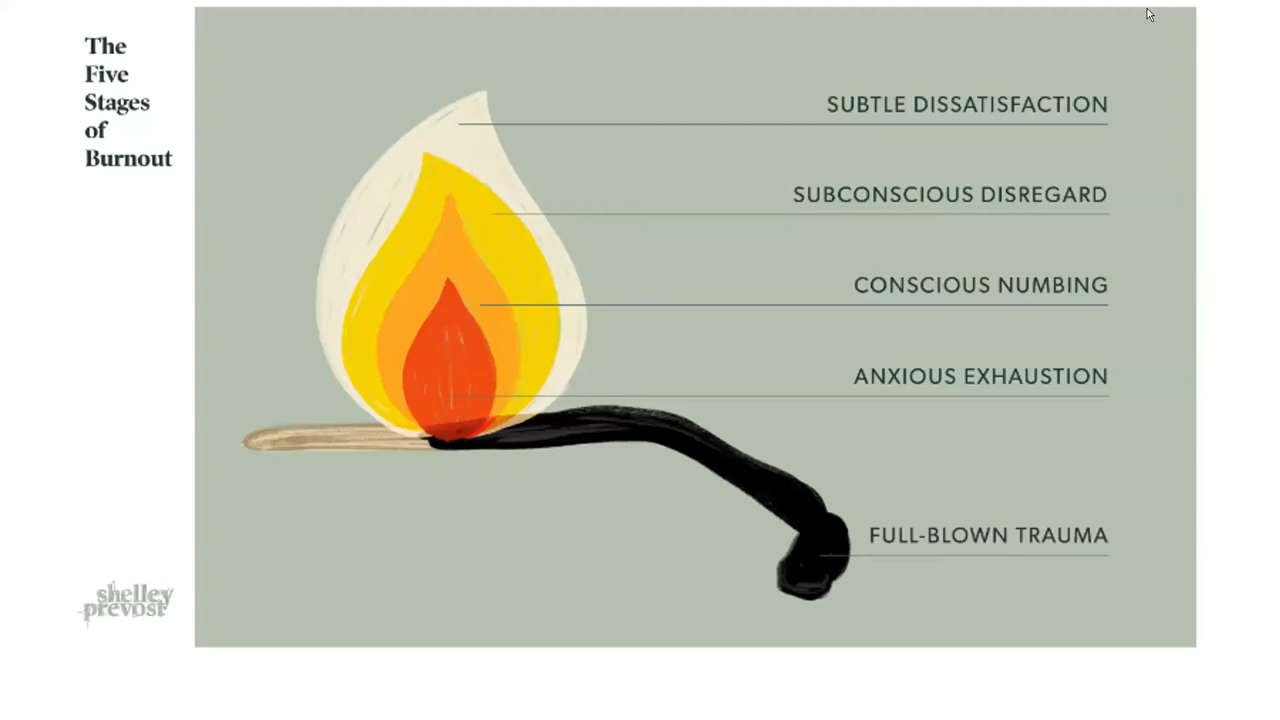 The
Five
Stages
of
Burnout
SUBTLE DISSATISFACTION
SUBCONSCIOUS DISREGARD
CONSCIOUS NUMBING
ANXIOUS EXHAUSTION
FULL-BLOWN TRAUMA
shelley
prevost